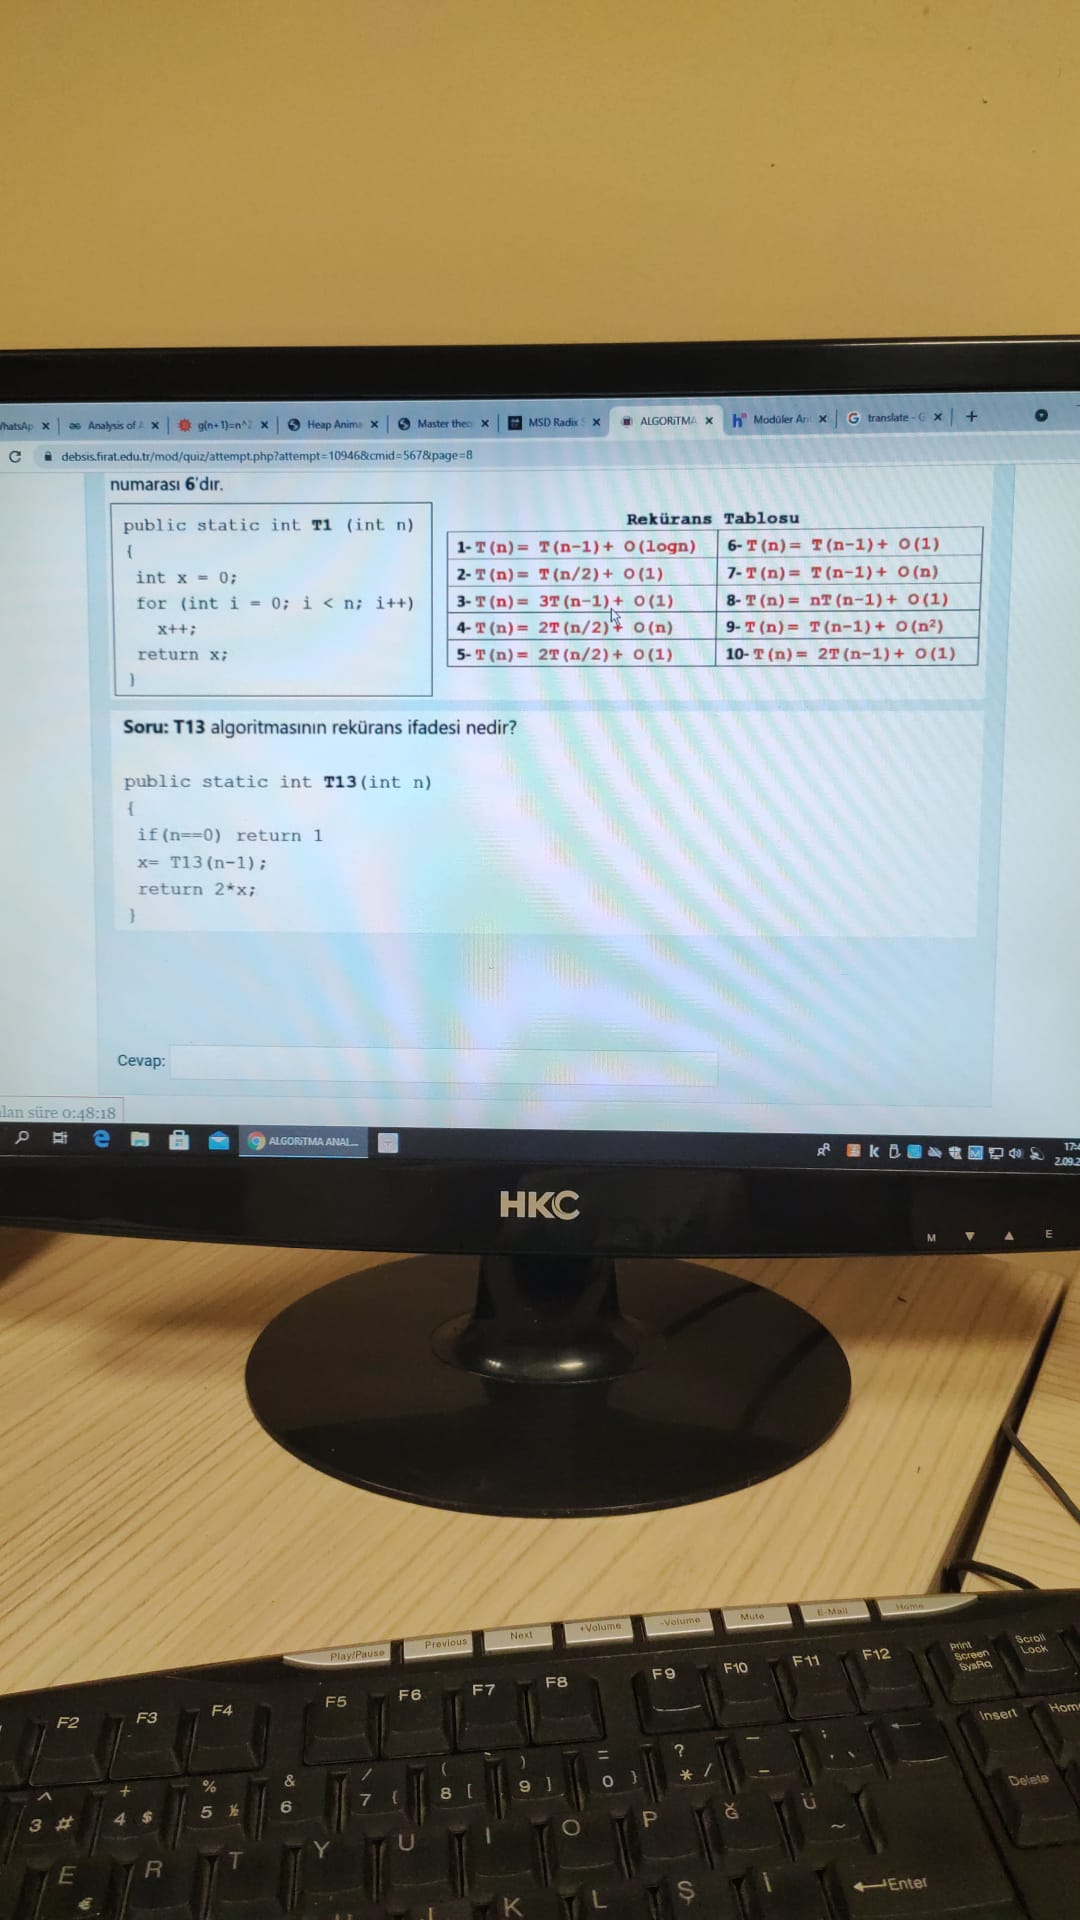 Analysis of
g(n+1)=n^2
Heap Anima
Master theo
MSD Radix S
ALGORİTMA
Modüler Ari
translate - G
debsis.firat.edu.tr/mod/quiz/attempt.php?attempt=10946&cmid=567&page=8
numarası 6'dır.
public static int T1 (int n)
{
int x = 0;
for (int i = 0; i < n; i++)
x++;
return x;
}
Rekürans Tablosu
1- T(n)= T(n-1)+ O(logn)
6- T(n)= T(n-1)+ O(1)
2- T(n)= T(n/2)+ O(1)
7- T(n)= T(n-1)+ O(n)
3- T(n)= 3T(n-1)+ O(1)
8- T(n)= nT(n-1)+ O(1)
4- T(n)= 2T(n/2)+ O(n)
9- T(n)= T(n-1)+ O(n²)
5- T(n)= 2T(n/2)+ O(1)
10- T(n)= 2T(n-1)+ O(1)
Soru: T13 algoritmasının rekürans ifadesi nedir?
public static int T13(int n)
{
if(n==0) return 1
x= T13(n-1);
return 2*x;
}
Cevap:
alan süre 0:48:18
ALGORİTMA ANAL...
HKC
M ▼ ▲ E
Play/Pause
Previous
Next
+Volume
-Volume
Mute
E-Mail
Home
F2 F3 F4 F5 F6 F7 F8 F9 F10 F11 F12
Print Screen SysRq
Scroll Lock
Insert
Home
Delete
^ 3 #
+ 4 $
% 5 ½
& 6
/ 7 {
( 8 [
) 9 ]
= 0 }
? * /
E € R T Y U I O P Ğ Ü ~
K L Ş İ
Enter